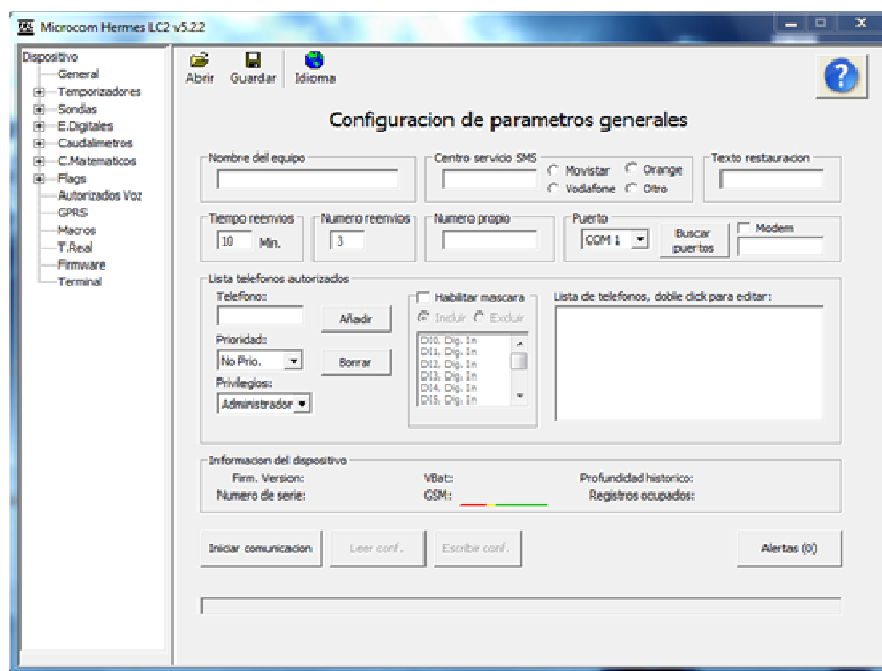 Microcom Hermes ILC2 v5.2.2
Dispositivo
General
Temporizadores
Sondas
E.Digitales
Caudalimetros
C.Matematicos
Flags
Autorizados Voz
GPRS
Macros
T.Real
Firmware
Terminal
Abrir Guardar Idioma
?
Configuracion de parametros generales
Nombre del equipo
Centro servicio SMS
Movistar Orange
Vodafone Otro
Texto restauracion
Tiempo reenvios
10 Min.
Numero reenvios
3
Numero propio
Puerto
COM 1
Buscar
puertos
Modem
Lista telefonos autorizados
Telefono:
Añadir
Prioridad:
No Prio.
Borrar
Privilegios:
Administrador
Habilitar mascara
Incluir Excluir
DI0, Dig. In
DI1, Dig. In
DI2, Dig. In
DI3, Dig. In
DI4, Dig. In
DI5, Dig. In
Lista de telefonos, doble click para editar:
Informacion del dispositivo
Firm. Version: VBat: Profundidad historico:
Numero de serie: GSM: Registros ocupados:
Iniciar comunicacion Leer conf. Escribir conf. Alertas (0)